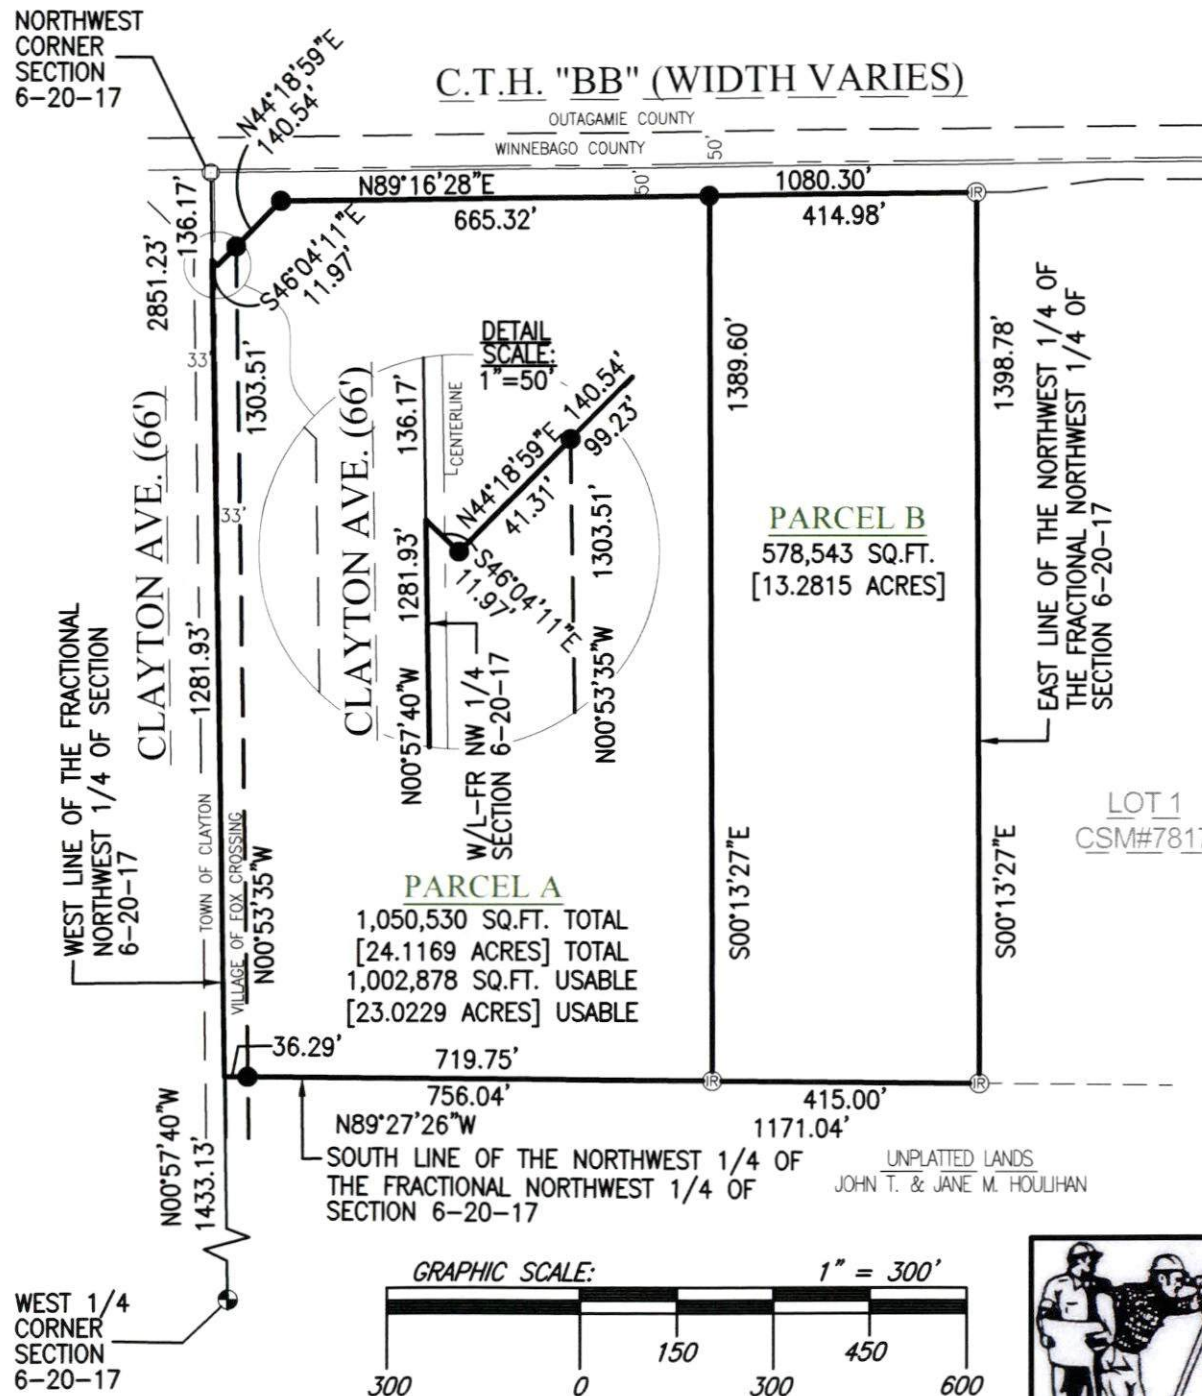 NORTHWEST
CORNER
SECTION
6-20-17
N44°18'59"E
140.54'
C.T.H. "BB" (WIDTH VARIES)
OUTAGAMIE COUNTY
WINNEBAGO COUNTY
50'
50'
N89°16'28"E
665.32'
1080.30'
414.98'
136.17'
2851.23'
S46°04'11"E
11.97'
33'
33'
1303.51'
CLAYTON AVE. (66')
1281.93'
DETAIL
SCALE:
1"=50'
136.17'
CENTERLINE
CLAYTON AVE. (66')
N44°18'59"E
140.54'
99.23'
41.31'
S46°04'11"E
11.97'
1303.51'
1281.93'
N00°57'40"W
N00°53'35"W
W/L-FR NW 1/4
SECTION 6-20-17
1389.60'
S00°13'27"E
1398.78'
S00°13'27"E
PARCEL B
578,543 SQ.FT.
[13.2815 ACRES]
EAST LINE OF THE NORTHWEST 1/4 OF
THE FRACTIONAL NORTHWEST 1/4 OF
SECTION 6-20-17
LOT 1
CSM#7817
WEST LINE OF THE FRACTIONAL
NORTHWEST 1/4 OF SECTION
6-20-17
TOWN OF CLAYTON
VILLAGE OF FOX CROSSING
N00°53'35"W
PARCEL A
1,050,530 SQ.FT. TOTAL
[24.1169 ACRES] TOTAL
1,002,878 SQ.FT. USABLE
[23.0229 ACRES] USABLE
36.29'
719.75'
756.04'
N89°27'26"W
415.00'
1171.04'
SOUTH LINE OF THE NORTHWEST 1/4 OF
THE FRACTIONAL NORTHWEST 1/4 OF
SECTION 6-20-17
UNPLATTED LANDS
JOHN T. & JANE M. HOULIHAN
N00°57'40"W
1433.13'
WEST 1/4
CORNER
SECTION
6-20-17
GRAPHIC SCALE: 1" = 300'
150 450
300 0 300 600
IR
IR
IR